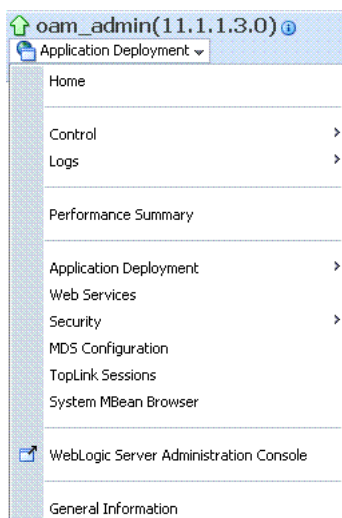 oam_admin(11.1.1.3.0)
Application Deployment
Home
Control
Logs
Performance Summary
Application Deployment
Web Services
Security
MDS Configuration
TopLink Sessions
System MBean Browser
WebLogic Server Administration Console
General Information